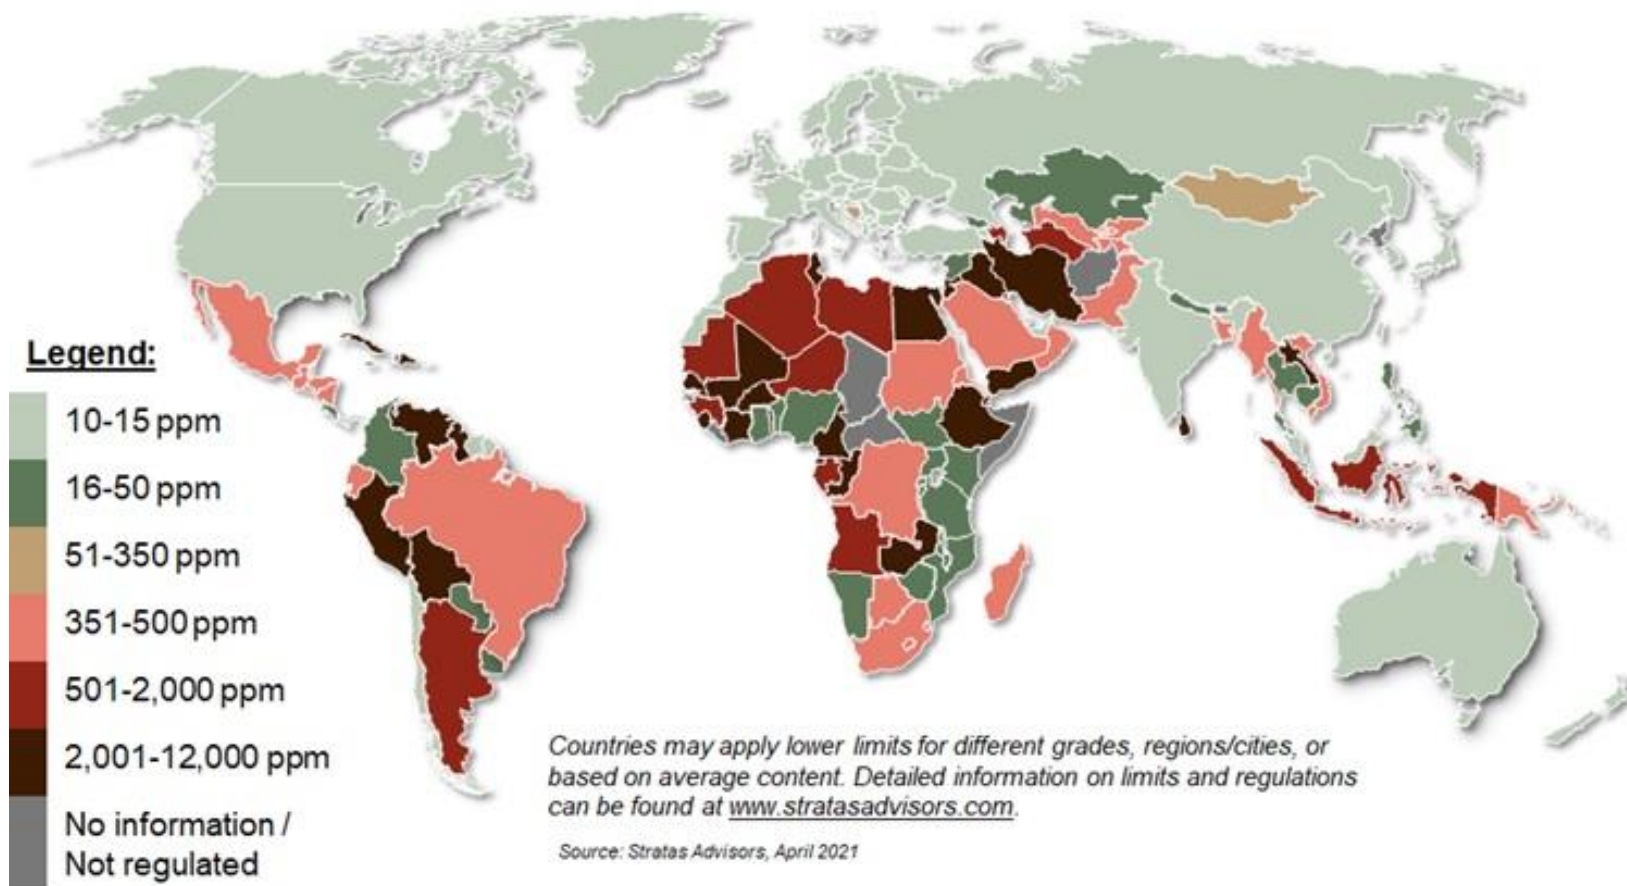 Legend:
10-15 ppm
16-50 ppm
51-350 ppm
351-500 ppm
501-2,000 ppm
2,001-12,000 ppm
No information /
Not regulated
Countries may apply lower limits for different grades, regions/cities, or
based on average content. Detailed information on limits and regulations
can be found at www.stratasadvisors.com.
Source: Stratas Advisors, April 2021